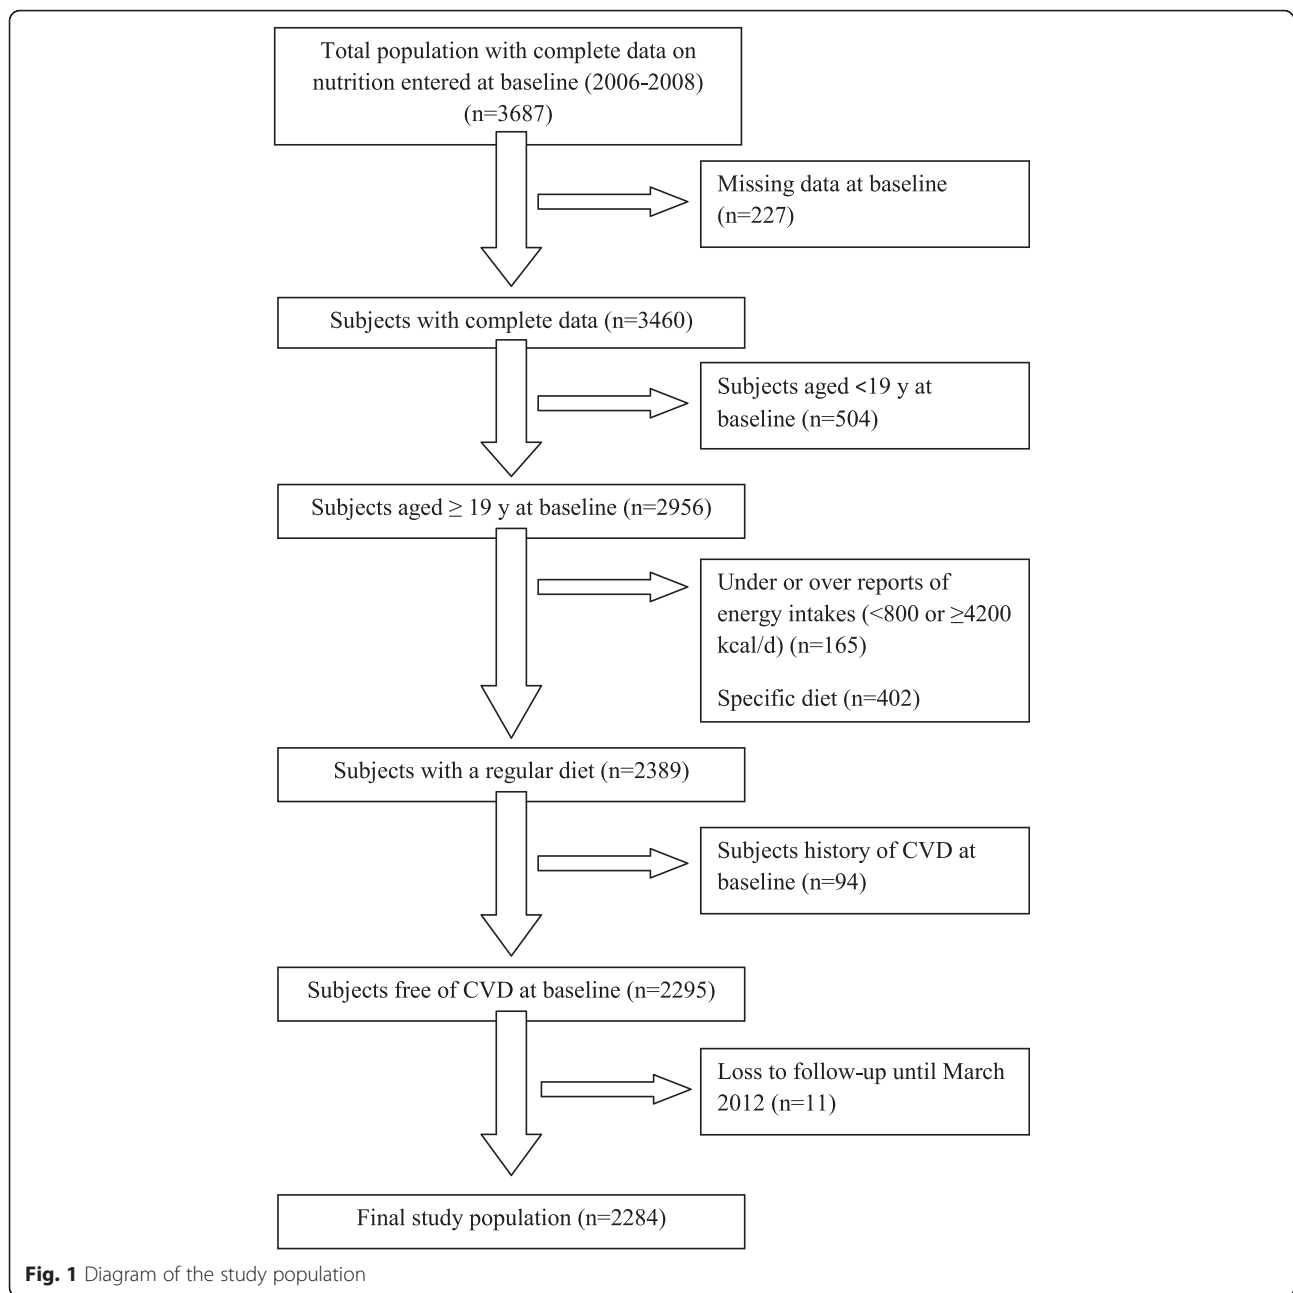 Total population with complete data on
nutrition entered at baseline (2006-2008)
(n=3687)
Missing data at baseline
(n=227)
Subjects with complete data (n=3460)
Subjects aged <19 y at
baseline (n=504)
Subjects aged ≥ 19 y at baseline (n=2956)
Under or over reports of
energy intakes (<800 or ≥4200
kcal/d) (n=165)
Specific diet (n=402)
Subjects with a regular diet (n=2389)
Subjects history of CVD at
baseline (n=94)
Subjects free of CVD at baseline (n=2295)
Loss to follow-up until March
2012 (n=11)
Final study population (n=2284)
Fig. 1 Diagram of the study population